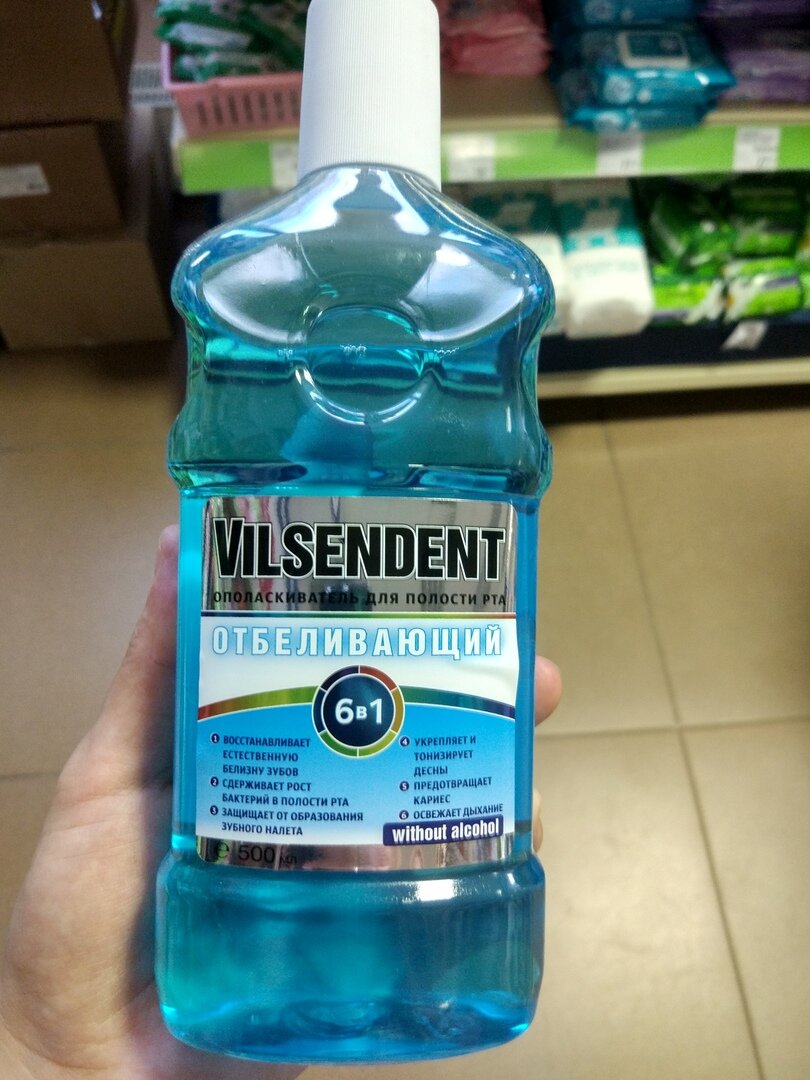 VILSENDENT
ОПОЛАСКИВАТЕЛЬ ДЛЯ ПОЛОСТИ РТА
ОТБЕЛИВАЮЩИЙ
6в1
1 ВОССТАНАВЛИВАЕТ
ЕСТЕСТВЕННУЮ
БЕЛИЗНУ ЗУБОВ
2 СДЕРЖИВАЕТ РОСТ
БАКТЕРИЙ В ПОЛОСТИ РТА
3 ЗАЩИЩАЕТ ОТ ОБРАЗОВАНИЯ
ЗУБНОГО НАЛЕТА
4 УКРЕПЛЯЕТ И
ТОНИЗИРУЕТ
ДЕСНЫ
5 ПРЕДОТВРАЩАЕТ
КАРИЕС
6 ОСВЕЖАЕТ ДЫХАНИЕ
without alcohol
e 500 мл